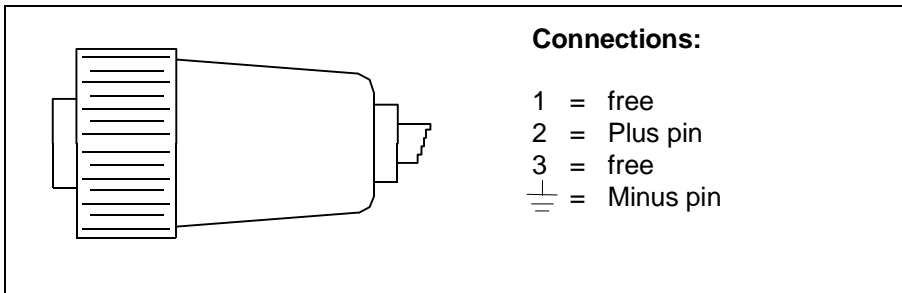 Connections:
1 = free
2 = Plus pin
3 = free
⏚ = Minus pin